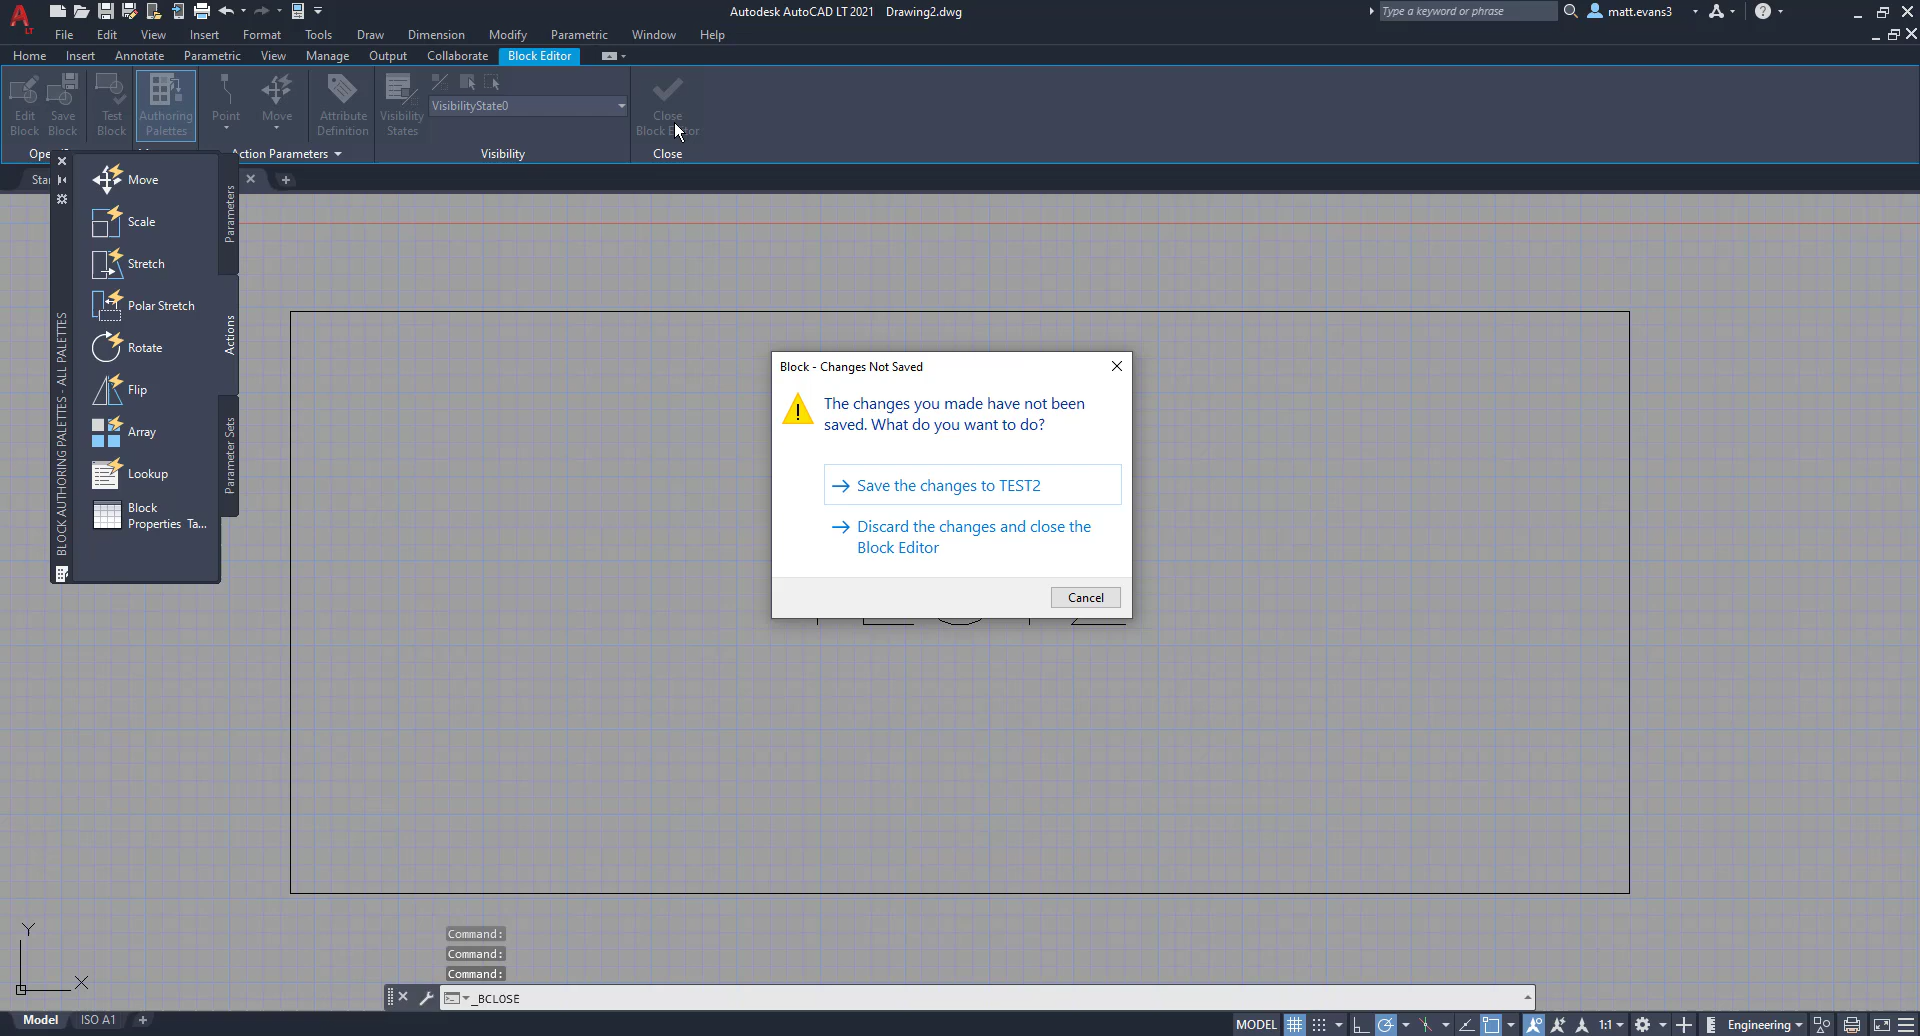 LT
Autodesk AutoCAD LT 2021 Drawing2.dwg
Type a keyword or phrase
matt.evans3
File Edit View Insert Format Tools Draw Dimension Modify Parametric Window Help
Home Insert Annotate Parametric View Manage Output Collaborate Block Editor
Edit Block
Save Block
Test Block
Authoring Palettes
Point
Move
Attribute Definition
Visibility States
VisibilityState0
Close
Action Parameters
Visibility
Close
Move
Scale
Stretch
Polar Stretch
Rotate
Flip
Array
Lookup
Block
Properties Ta...
Parameters
Actions
Parameter Sets
BLOCK AUTHORING PALETTES - ALL PALETTES
Block - Changes Not Saved
The changes you made have not been
saved. What do you want to do?
Save the changes to TEST2
Discard the changes and close the
Block Editor
Cancel
Y
X
Command:
Command:
Command:
_BCLOSE
Model ISO A1
MODEL
1:1
Engineering